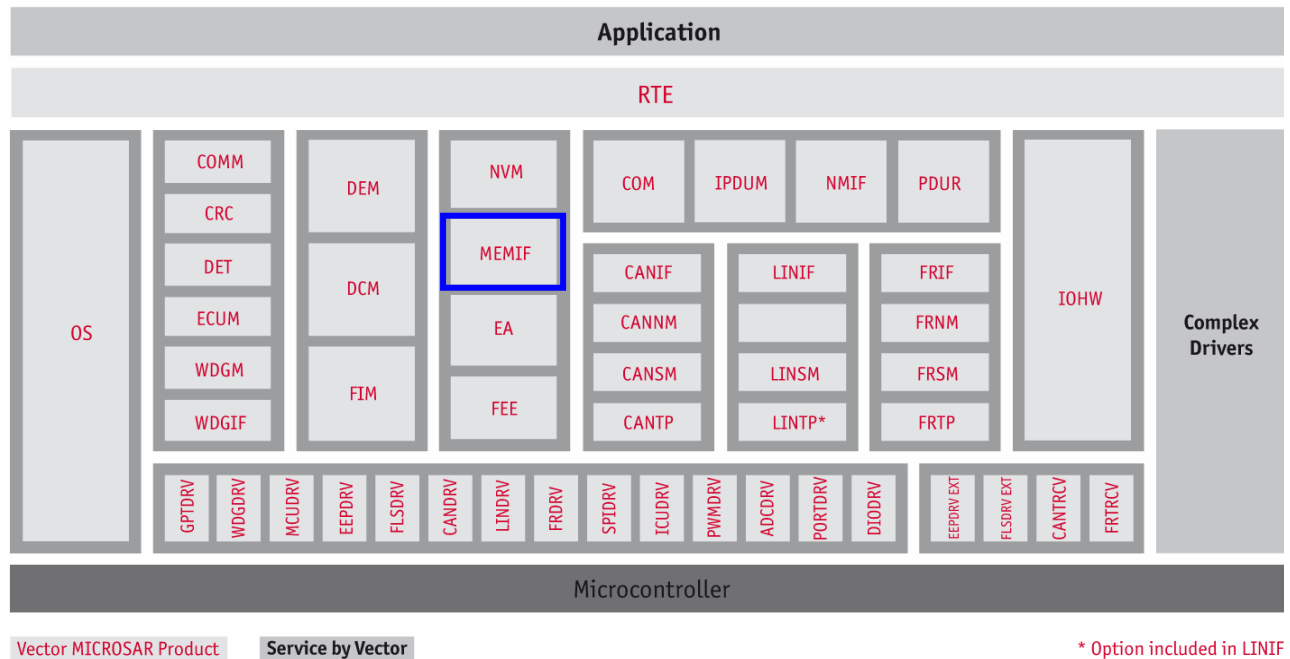 Application
RTE
OS
COMM
CRC
DET
ECUM
WDGM
WDGIF
DEM
DCM
FIM
NVM
MEMIF
EA
FEE
COM
IPDUM
NMIF
PDUR
CANIF
CANNM
CANSM
CANTP
LINIF
LINSM
LINTP*
FRIF
FRNM
FRSM
FRTP
IOHW
Complex
Drivers
GPTDRV
WDGDRV
MCUDRV
EEPDRV
FLSDRV
CANDRV
LINDRV
FRDRV
SPIDRV
ICUDRV
PWMDRV
ADCDRV
PORTDRV
DIODRV
EEPDRV EXT
FLSDRV EXT
CANTRCV
FRTRCV
Microcontroller
Vector MICROSAR Product
Service by Vector
* Option included in LINIF